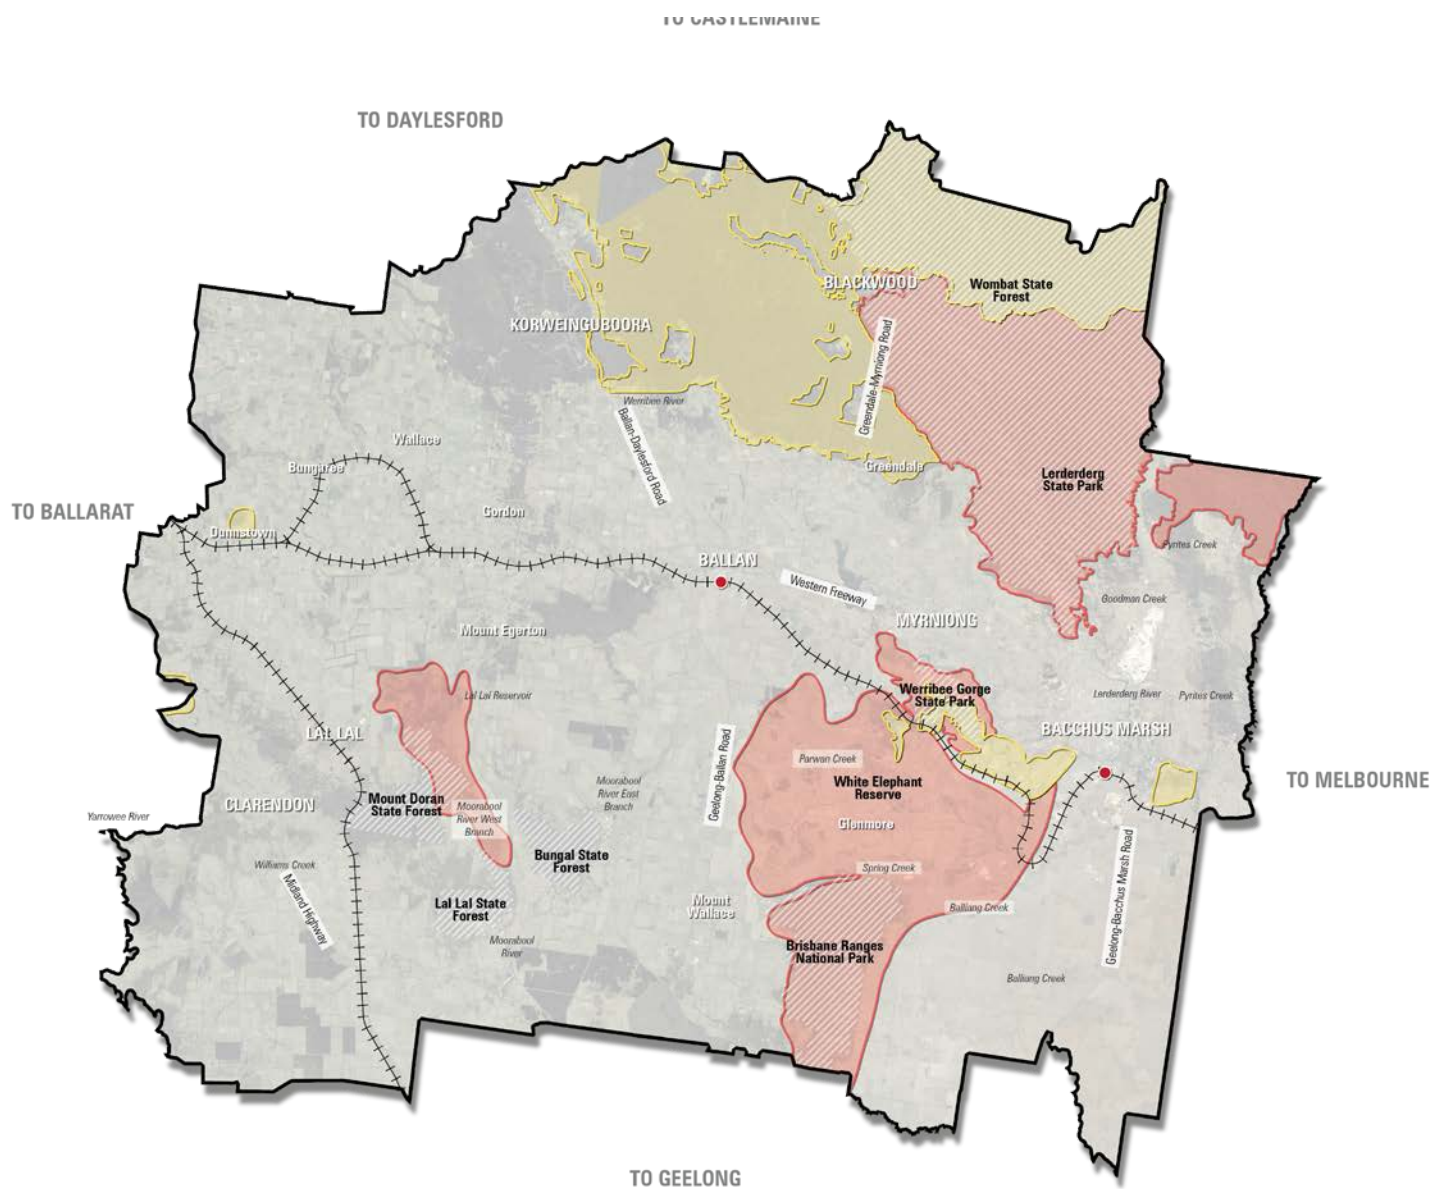 TO CASTLEMAINE
TO DAYLESFORD
BLACKWOOD
Wombat State
Forest
KORWEINGUBOORA
Greendale-Myrniong Road
Werribee River
Ballan-Daylesford Road
Wallace
Bungaree
Greendale
Lerderderg
State Park
TO BALLARAT
Gordon
Dunnstown
Pyrites Creek
BALLAN
Western Freeway
Goodman Creek
MYRNIONG
Mount Egerton
Lal Lal Reservoir
Werribee Gorge
State Park
Lerderderg River
Pyrites Creek
LAL LAL
Geelong-Ballan Road
BACCHUS MARSH
Parwan Creek
TO MELBOURNE
White Elephant
Reserve
Moorabool
River East
Branch
CLARENDON
Mount Doran
State Forest
Moorabool
River West
Branch
Yarrowee River
Glenmore
Geelong-Bacchus Marsh Road
Bungal State
Forest
Williams Creek
Spring Creek
Midland Highway
Lal Lal State
Forest
Mount
Wallace
Balliang Creek
Moorabool
River
Brisbane Ranges
National Park
Balliang Creek
TO GEELONG